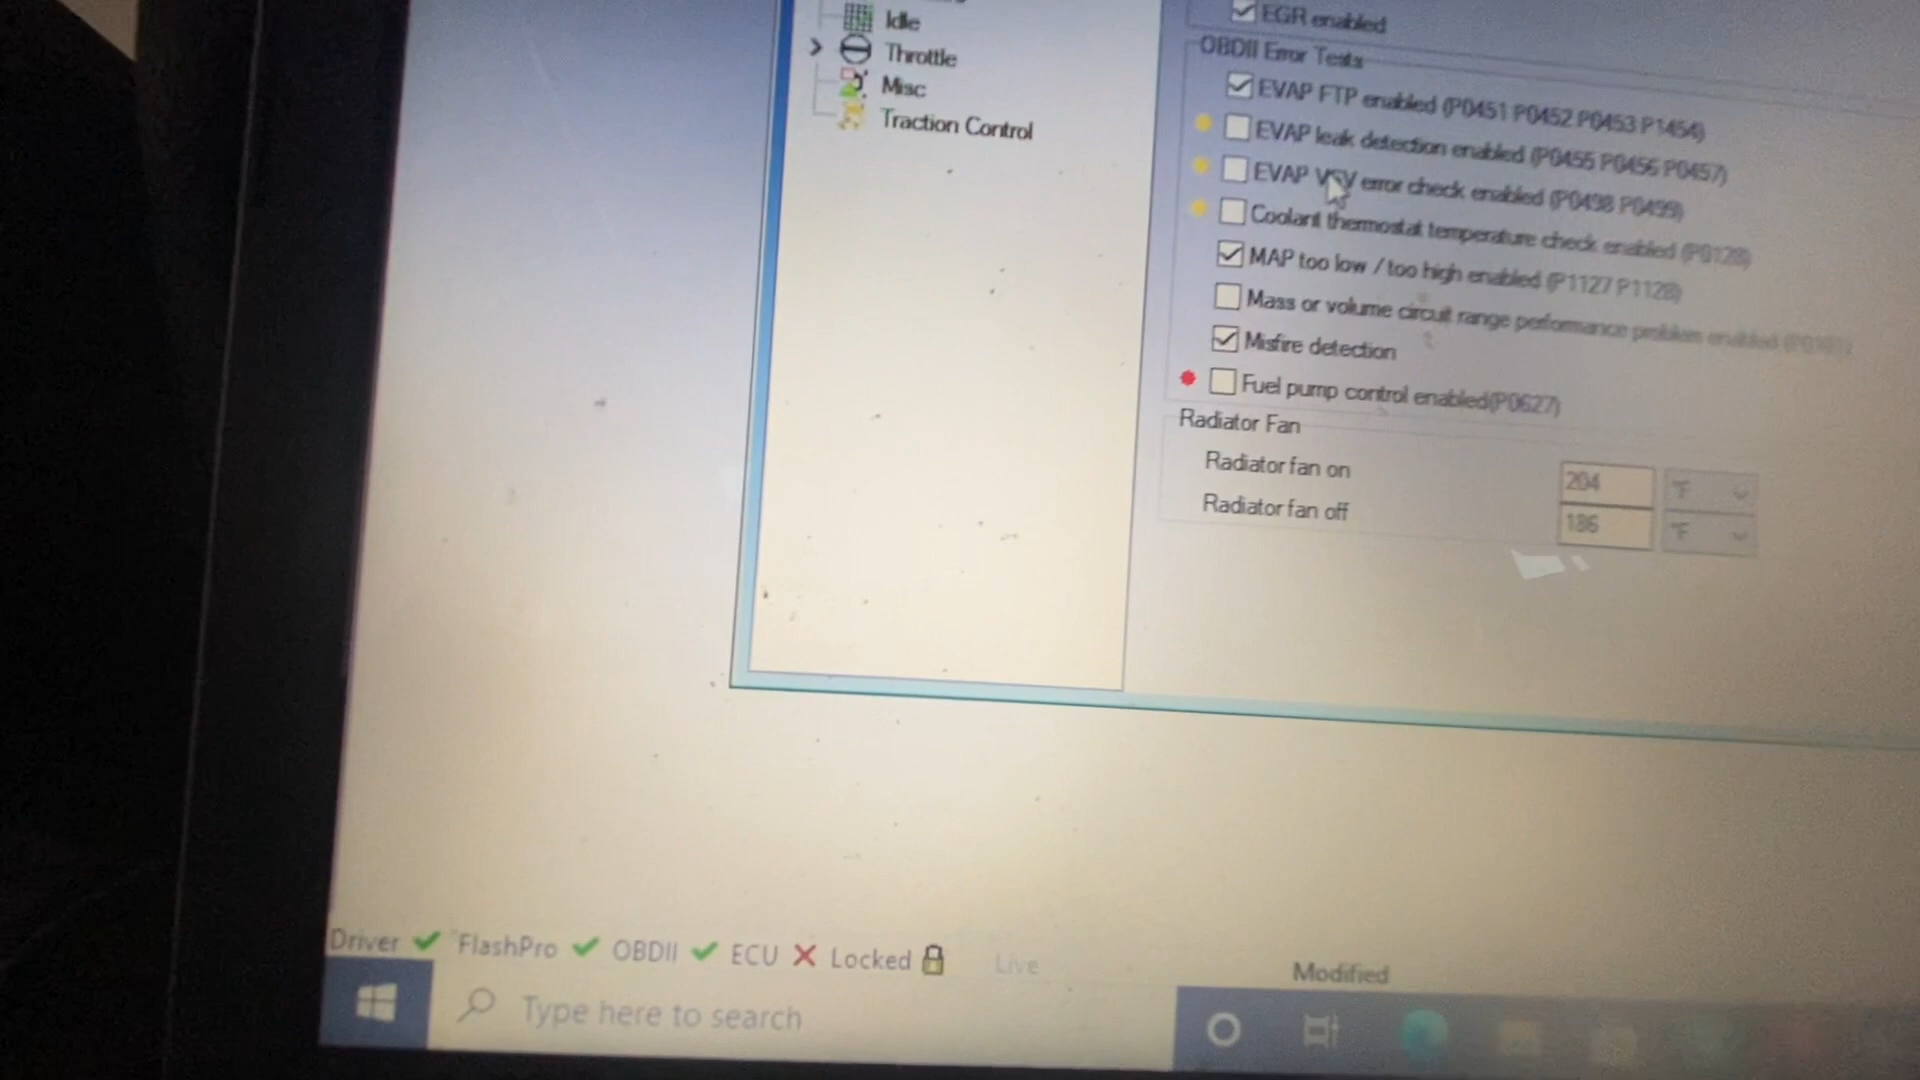 Idle
Throttle
Misc
Traction Control
EGR enabled
OBDII Error Tests
EVAP FTP enabled (P0451 P0452 P0453 P1454)
EVAP leak detection enabled (P0455 P0456 P0457)
EVAP VSV error check enabled (P0498 P0499)
Coolant thermostat temperature check enabled (P0128)
MAP too low / too high enabled (P1127 P1128)
Mass or volume circuit range performance problem enabled
Misfire detection
Fuel pump control enabled(P0627)
Radiator Fan
Radiator fan on 204 °F
Radiator fan off 186 °F
Driver FlashPro OBDII ECU Locked Live Modified
Type here to search